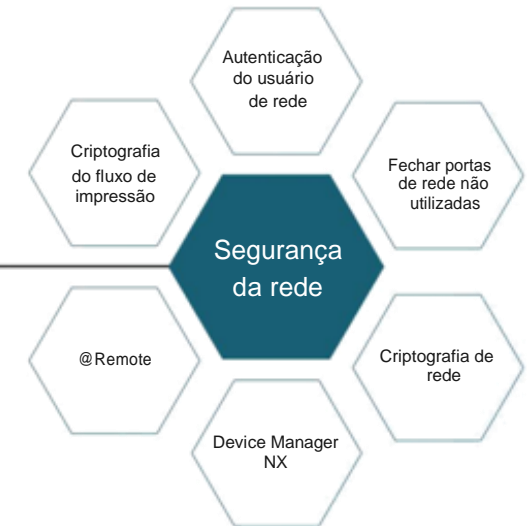 Autenticação
do usuário
de rede
Criptografia
do fluxo de
impressão
Fechar portas
de rede não
utilizadas
Segurança
da rede
@Remote
Criptografia de
rede
Device Manager
NX